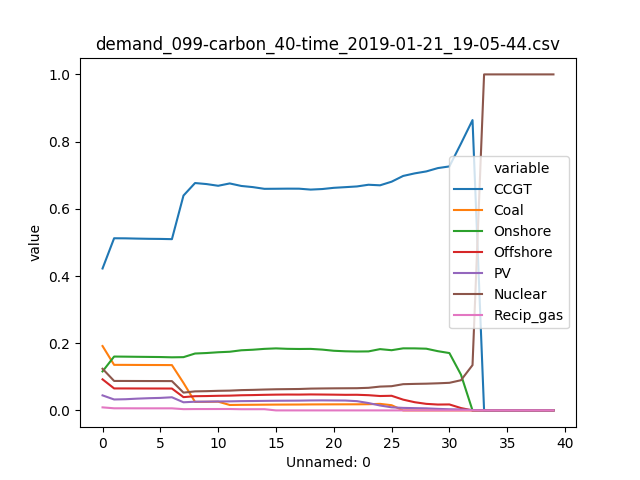 demand_099-carbon_40-time_2019-01-21_19-05-44.csv
1.0
0.8
0.6
0.4
0.2
0.0
value
variable
CCGT
Coal
Onshore
Offshore
PV
Nuclear
Recip_gas
0 5 10 15 20 25 30 35 40
Unnamed: 0